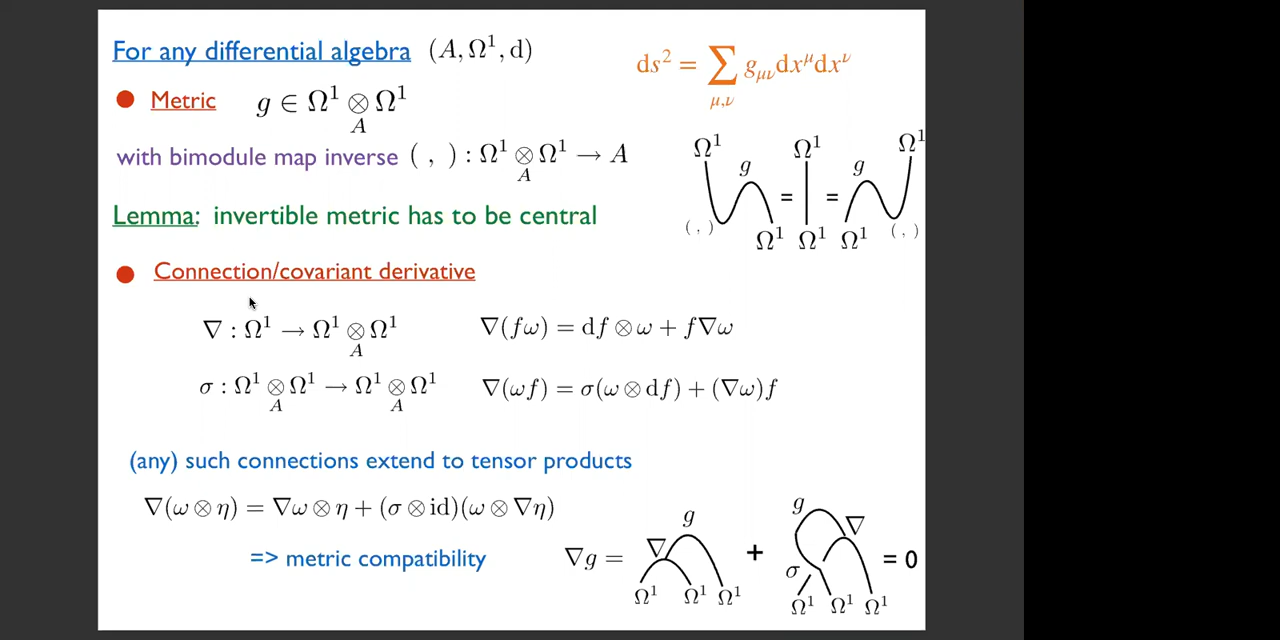 For any differential algebra (A, Ω¹, d)
ds² = ∑_{μ,ν} g_{μν} dx^μ dx^ν
● Metric g ∈ Ω¹ ⊗_A Ω¹
with bimodule map inverse ( , ) : Ω¹ ⊗_A Ω¹ → A
Ω¹ Ω¹ Ω¹
g g
= =
( , ) Ω¹ Ω¹ Ω¹ ( , )
Lemma: invertible metric has to be central
● Connection/covariant derivative
∇ : Ω¹ → Ω¹ ⊗_A Ω¹ ∇(fω) = df ⊗ ω + f∇ω
σ : Ω¹ ⊗_A Ω¹ → Ω¹ ⊗_A Ω¹ ∇(ωf) = σ(ω ⊗ df) + (∇ω)f
(any) such connections extend to tensor products
∇(ω ⊗ η) = ∇ω ⊗ η + (σ ⊗ id)(ω ⊗ ∇η)
g g
∇ ∇
=> metric compatibility ∇g = + = 0
σ
Ω¹ Ω¹ Ω¹ Ω¹ Ω¹ Ω¹